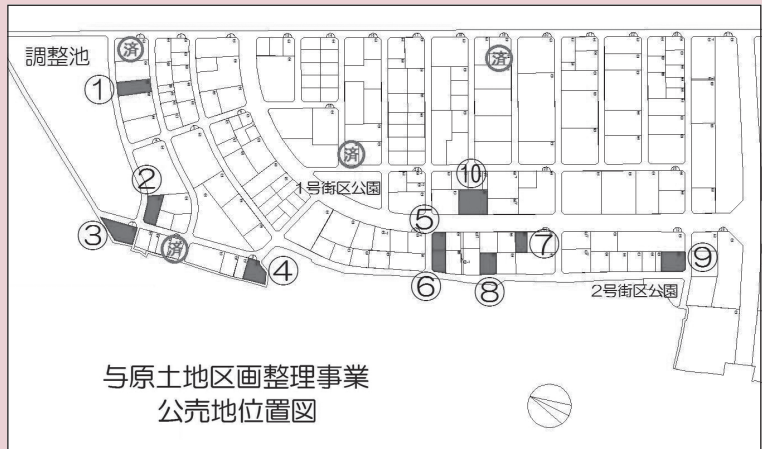 調整池
済
済
①
済
②
1号街区公園
⑩
③
済
④
⑤
⑥
⑦
⑧
⑨
2号街区公園
与原土地区画整理事業
公売地位置図